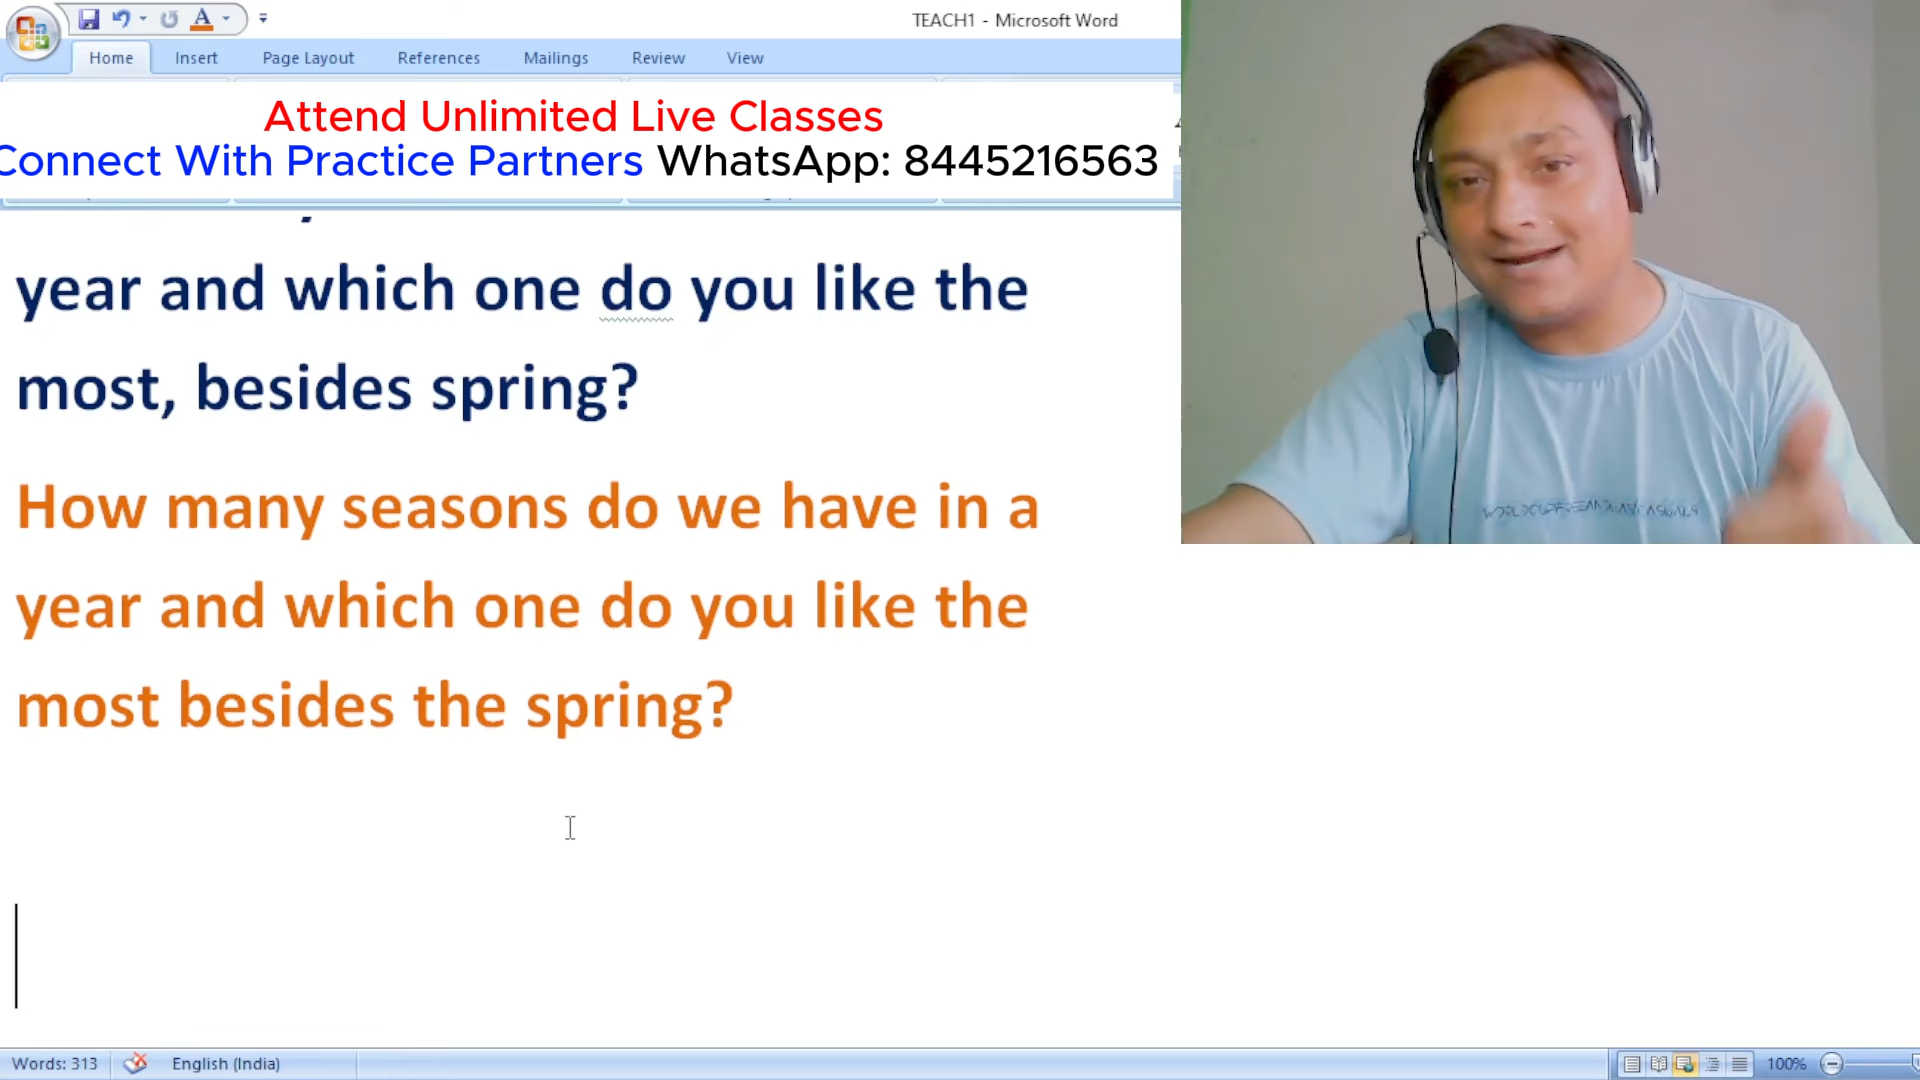 TEACH1 - Microsoft Word
Home Insert Page Layout References Mailings Review View
Attend Unlimited Live Classes
Connect With Practice Partners WhatsApp: 8445216563
year and which one do you like the
most, besides spring?
How many seasons do we have in a
year and which one do you like the
most besides the spring?
Words: 313 English (India) 100%